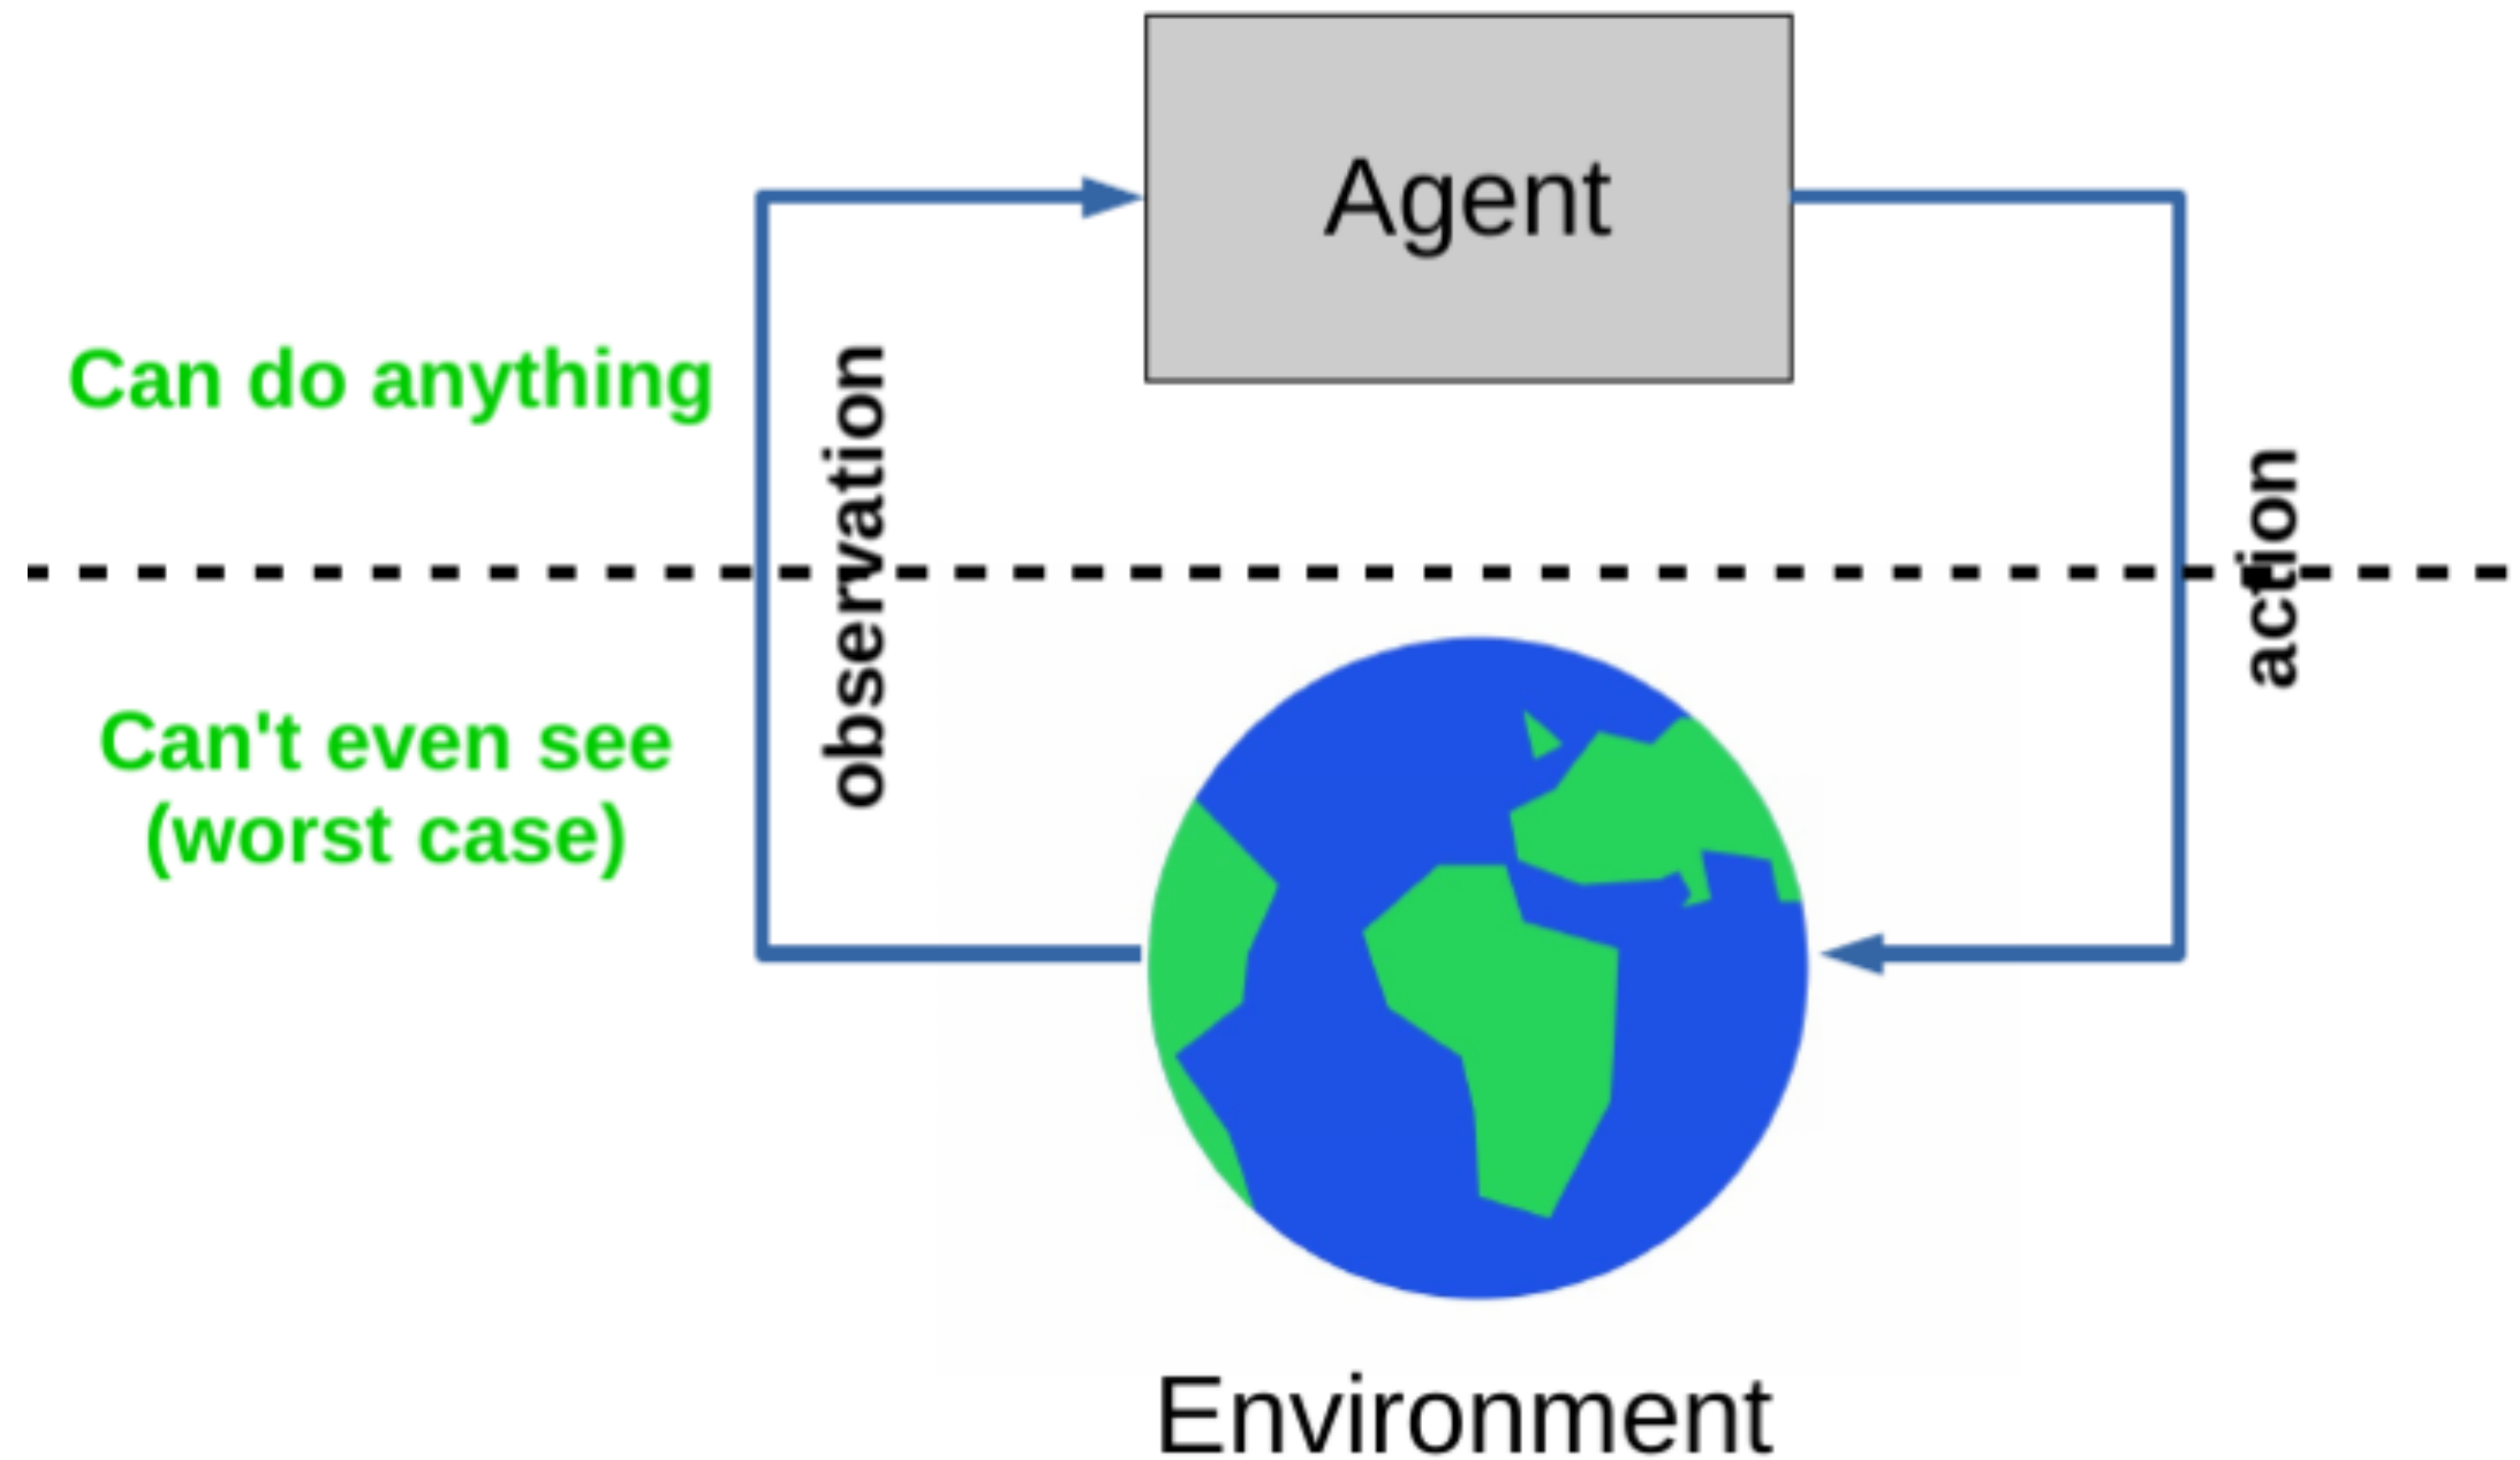 Agent
Can do anything
observation
action
Can't even see
(worst case)
Environment